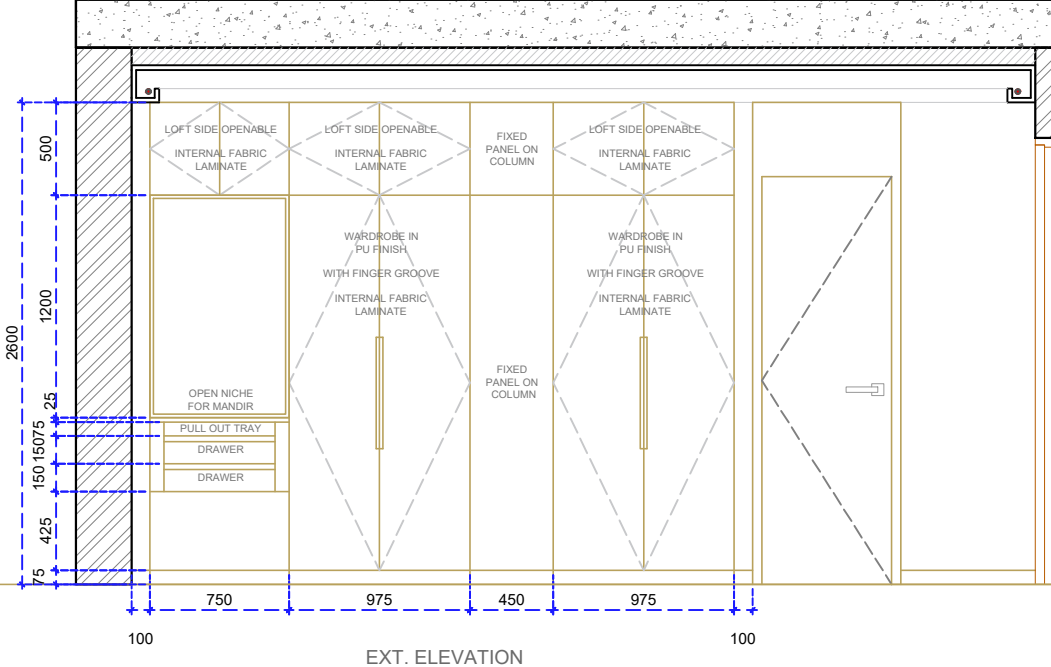 LOFT SIDE OPENABLE
INTERNAL FABRIC
LAMINATE
LOFT SIDE OPENABLE
INTERNAL FABRIC
LAMINATE
FIXED
PANEL ON
COLUMN
LOFT SIDE OPENABLE
INTERNAL FABRIC
LAMINATE
WARDROBE IN
PU FINISH
WITH FINGER GROOVE
INTERNAL FABRIC
LAMINATE
WARDROBE IN
PU FINISH
WITH FINGER GROOVE
INTERNAL FABRIC
LAMINATE
FIXED
PANEL ON
COLUMN
OPEN NICHE
FOR MANDIR
PULL OUT TRAY
DRAWER
DRAWER
2600
500
1200
25
75
150
150
425
75
750
975
450
975
100
100
EXT. ELEVATION